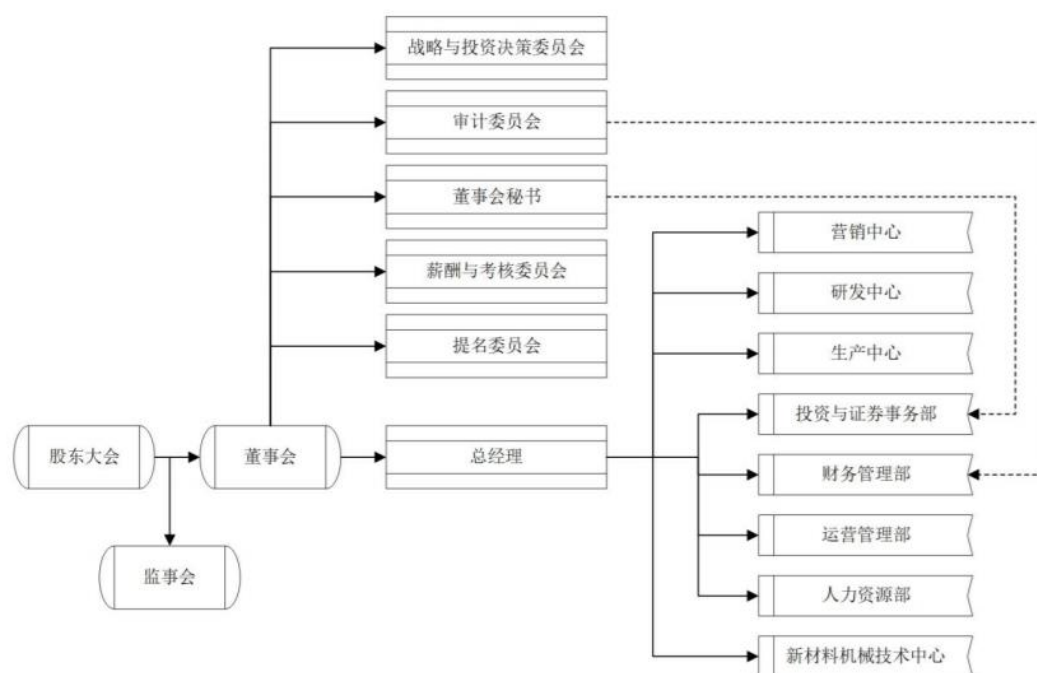 战略与投资决策委员会
审计委员会
董事会秘书
薪酬与考核委员会
提名委员会
股东大会
董事会
总经理
监事会
营销中心
研发中心
生产中心
投资与证券事务部
财务管理部
运营管理部
人力资源部
新材料机械技术中心